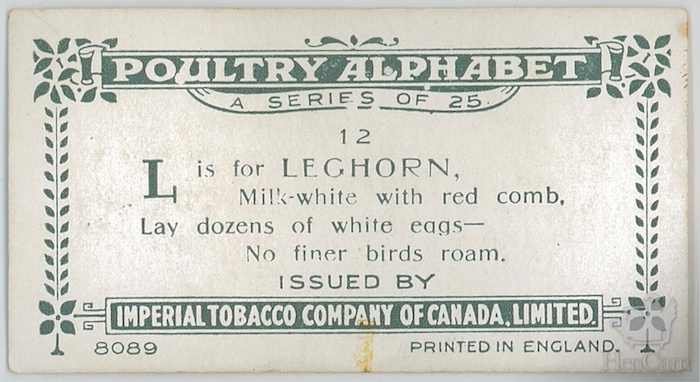 POULTRY ALPHABET
A SERIES OF 25.
12
L is for LEGHORN,
Milk-white with red comb,
Lay dozens of white eggs—
No finer birds roam.
ISSUED BY
IMPERIAL TOBACCO COMPANY OF CANADA, LIMITED.
8089 PRINTED IN ENGLAND.
HenCam